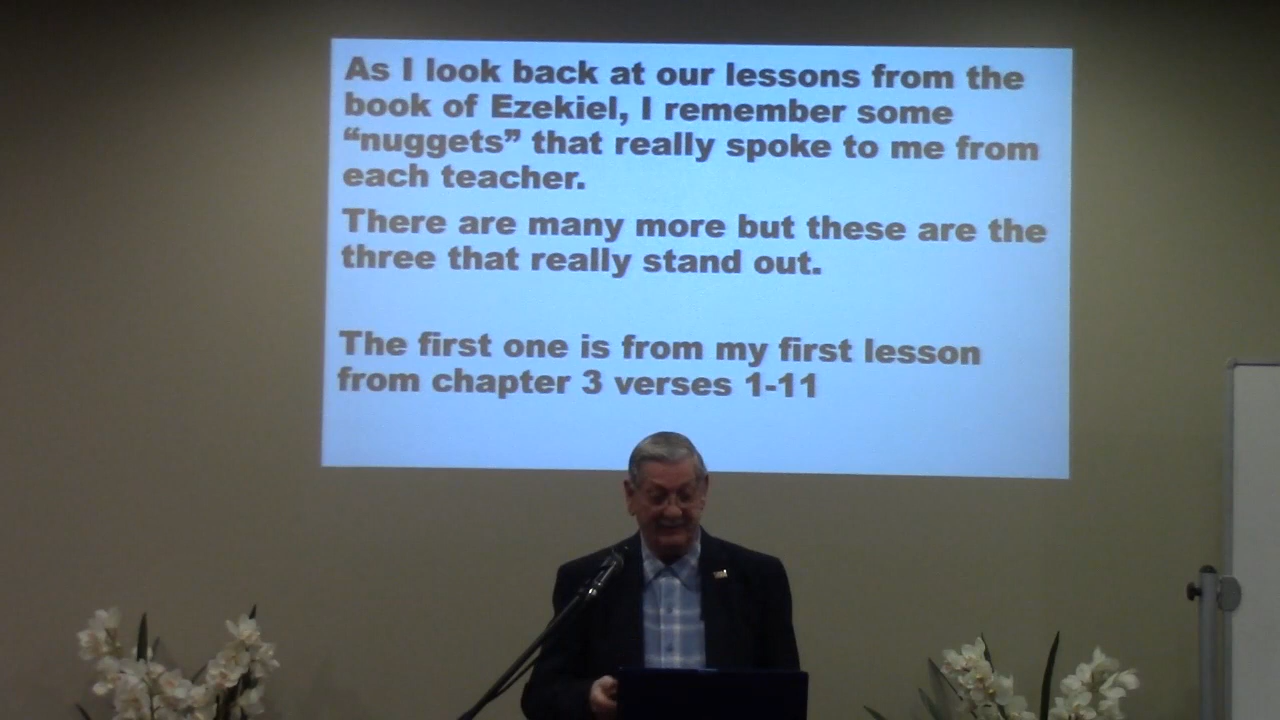 As I look back at our lessons from the
book of Ezekiel, I remember some
“nuggets” that really spoke to me from
each teacher.
There are many more but these are the
three that really stand out.
The first one is from my first lesson
from chapter 3 verses 1-11